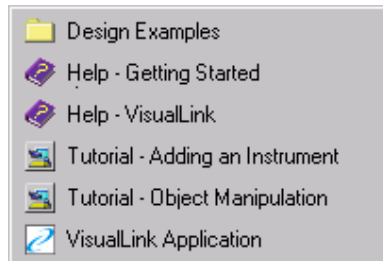 Design Examples
Help - Getting Started
Help - VisualLink
Tutorial - Adding an Instrument
Tutorial - Object Manipulation
VisualLink Application